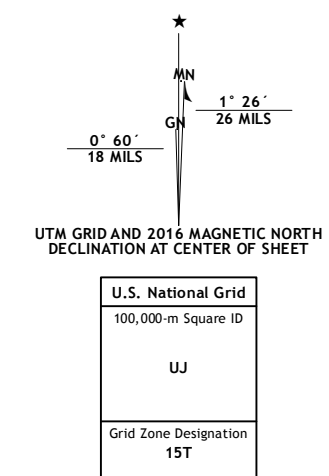 ★
MN
1° 26´
26 MILS
GN
0° 60´
18 MILS
UTM GRID AND 2016 MAGNETIC NORTH
DECLINATION AT CENTER OF SHEET
U.S. National Grid
100,000-m Square ID
UJ
Grid Zone Designation
15T